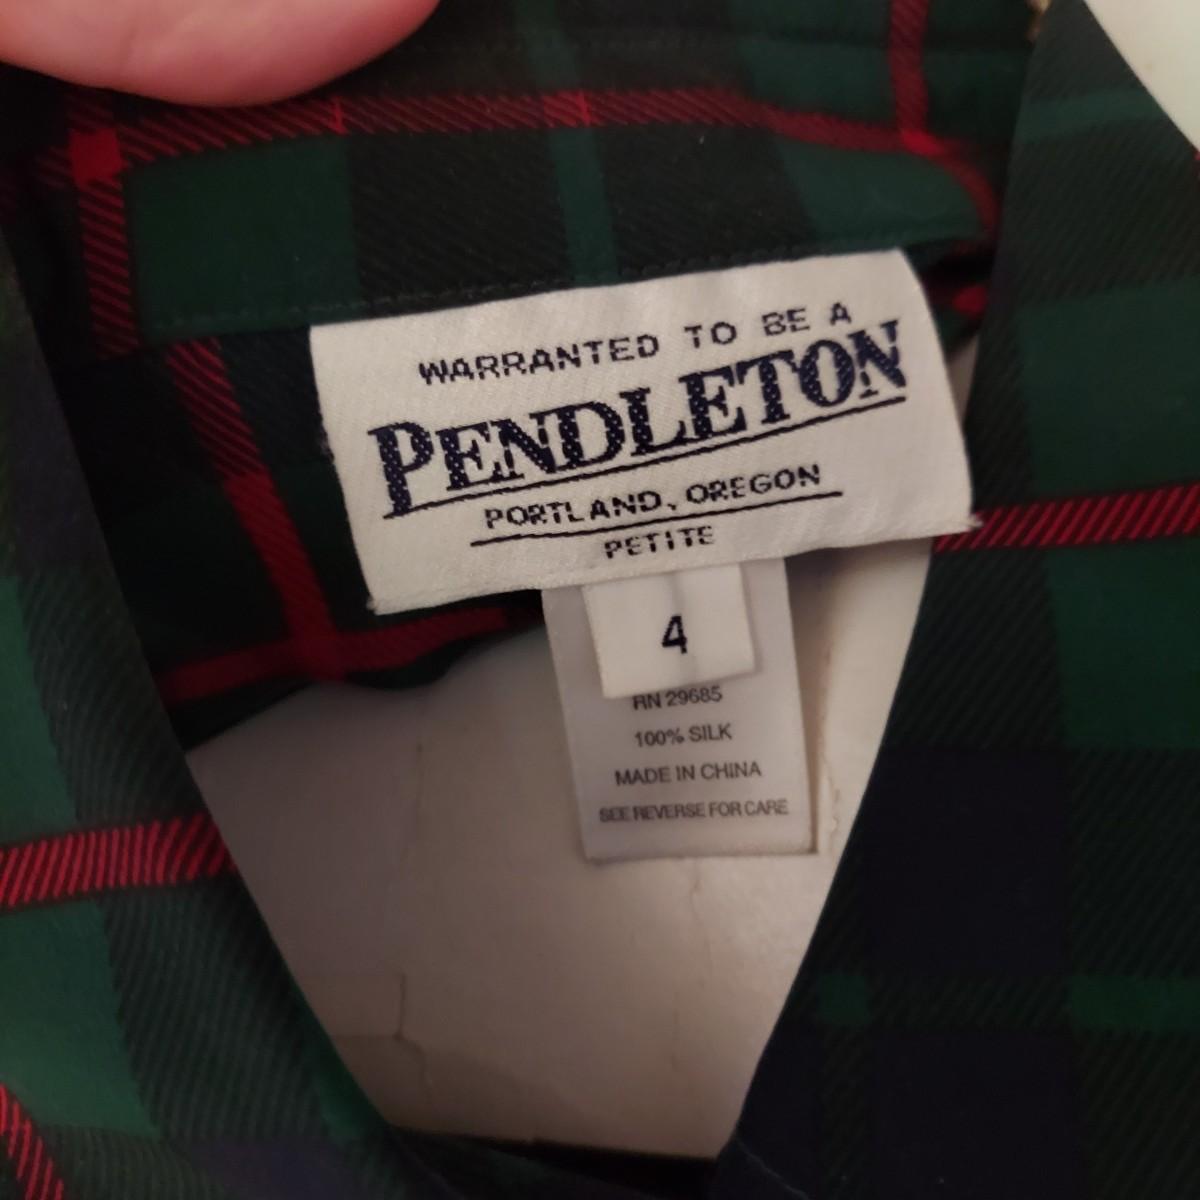 WARRANTED TO BE A
PENDLETON
PORTLAND, OREGON
PETITE
4
RN 29685
100% SILK
MADE IN CHINA
SEE REVERSE FOR CARE